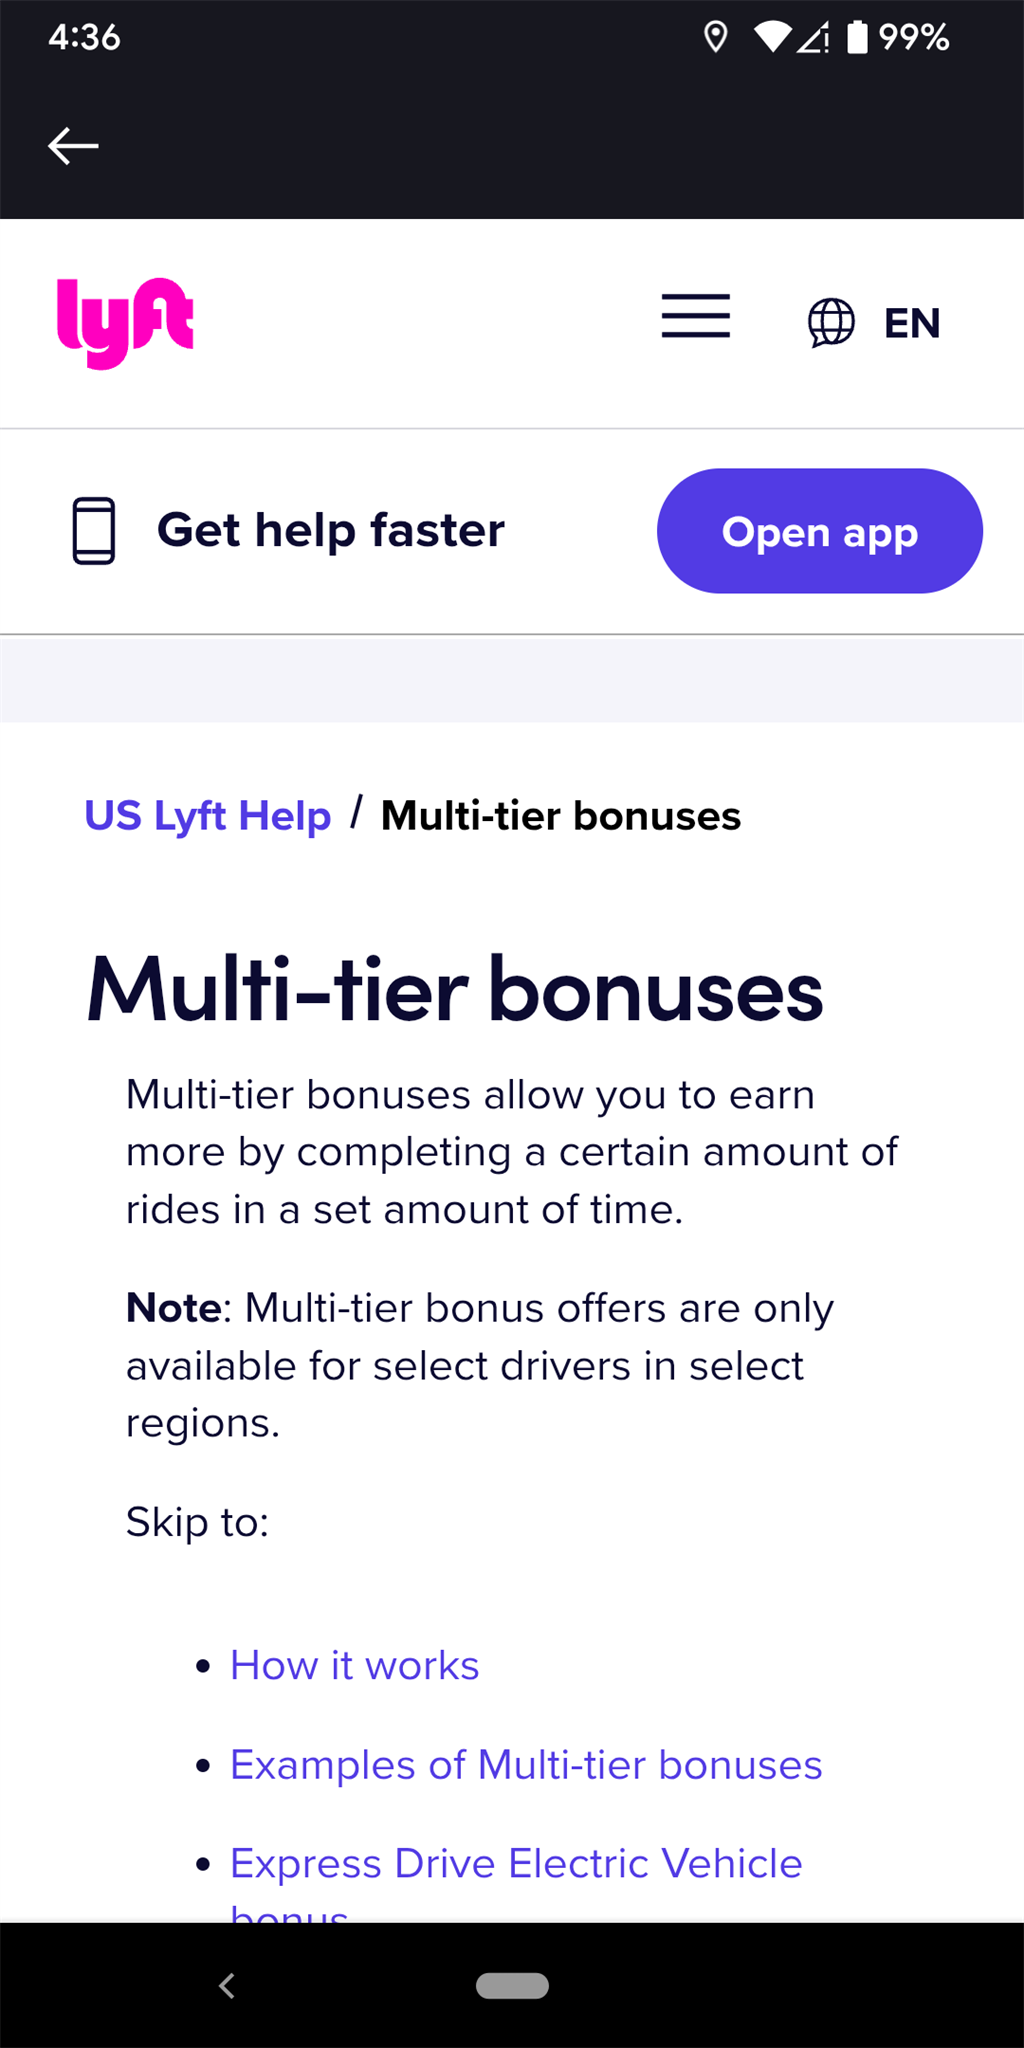 4:36
99%
lyft
EN
Get help faster
Open app
US Lyft Help / Multi-tier bonuses
Multi-tier bonuses
Multi-tier bonuses allow you to earn
more by completing a certain amount of
rides in a set amount of time.
Note: Multi-tier bonus offers are only
available for select drivers in select
regions.
Skip to:
• How it works
• Examples of Multi-tier bonuses
• Express Drive Electric Vehicle
bonus